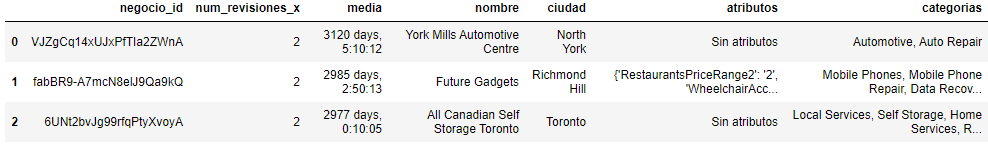 negocio_id num_revisiones_x media nombre ciudad atributos categorias
0 VJZgCq14xUJxPfTIa2ZWnA 2 3120 days, 5:10:12 York Mills Automotive Centre North York Sin atributos Automotive, Auto Repair
1 fabBR9-A7mcN8elJ9Qa9kQ 2 2985 days, 2:50:13 Future Gadgets Richmond Hill {'RestaurantsPriceRange2': '2', 'WheelchairAcc... Mobile Phones, Mobile Phone Repair, Data Recov...
2 6UNt2bvJg99rfqPtyXvoyA 2 2977 days, 0:10:05 All Canadian Self Storage Toronto Toronto Sin atributos Local Services, Self Storage, Home Services, R...